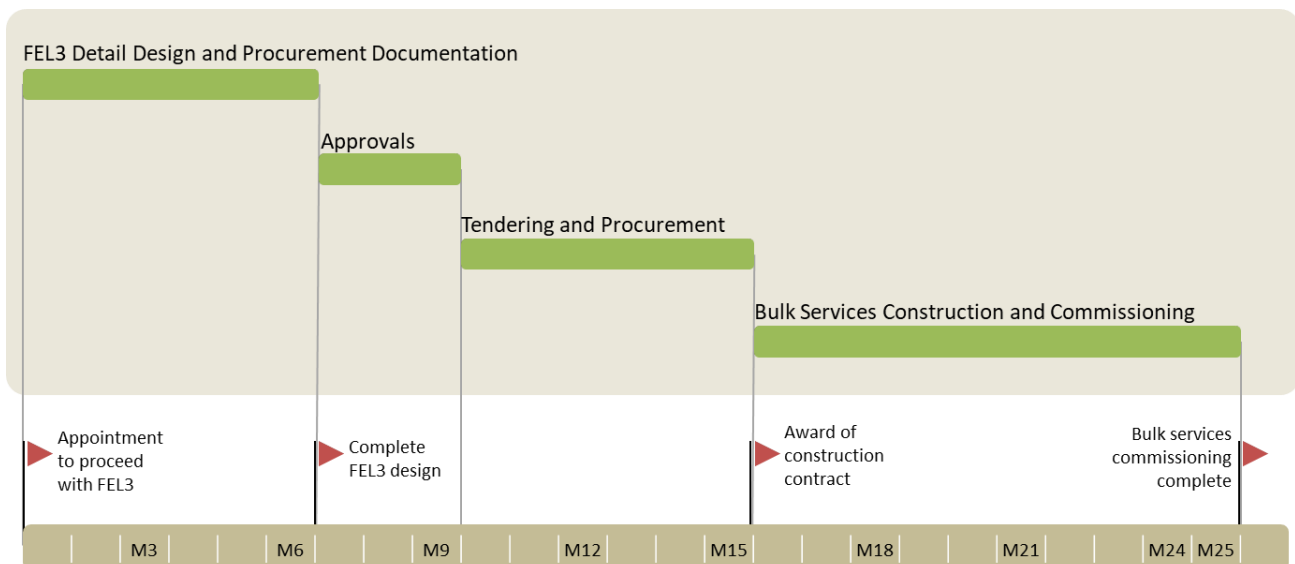 FEL3 Detail Design and Procurement Documentation
Approvals
Tendering and Procurement
Bulk Services Construction and Commissioning
Appointment
to proceed
with FEL3
Complete
FEL3 design
Award of
construction
contract
Bulk services
commissioning
complete
M3 M6 M9 M12 M15 M18 M21 M24 M25